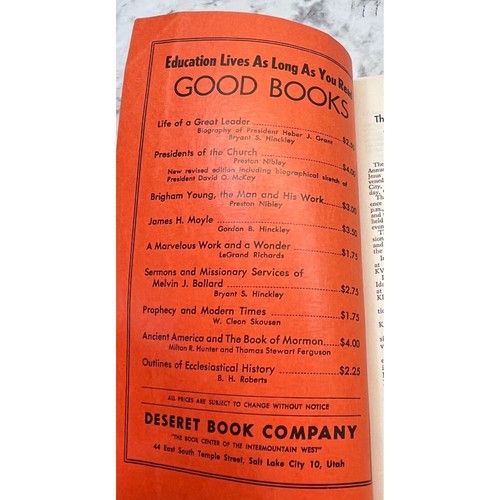 Education Lives As Long As You Read
GOOD BOOKS
Life of a Great Leader $2.50
Biography of President Heber J. Grant
Bryant S. Hinckley
Presidents of the Church $4.00
Preston Nibley
New revised edition including biographical sketch of
President David O. McKay
Brigham Young, the Man and His Work $3.00
Preston Nibley
James H. Moyle $3.50
Gordon B. Hinckley
A Marvelous Work and a Wonder $1.75
LeGrand Richards
Sermons and Missionary Services of
Melvin J. Ballard $2.75
Bryant S. Hinckley
Prophecy and Modern Times $1.75
W. Cleon Skousen
Ancient America and The Book of Mormon $4.00
Milton R. Hunter and Thomas Stewart Ferguson
Outlines of Ecclesiastical History $2.25
B. H. Roberts
ALL PRICES ARE SUBJECT TO CHANGE WITHOUT NOTICE
DESERET BOOK COMPANY
"THE BOOK CENTER OF THE INTERMOUNTAIN WEST"
44 East South Temple Street, Salt Lake City 10, Utah